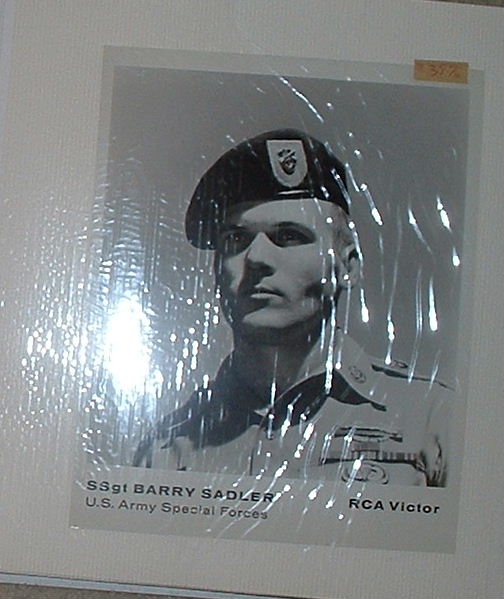 SSgt BARRY SADLER
U.S. Army Special Forces
RCA Victor